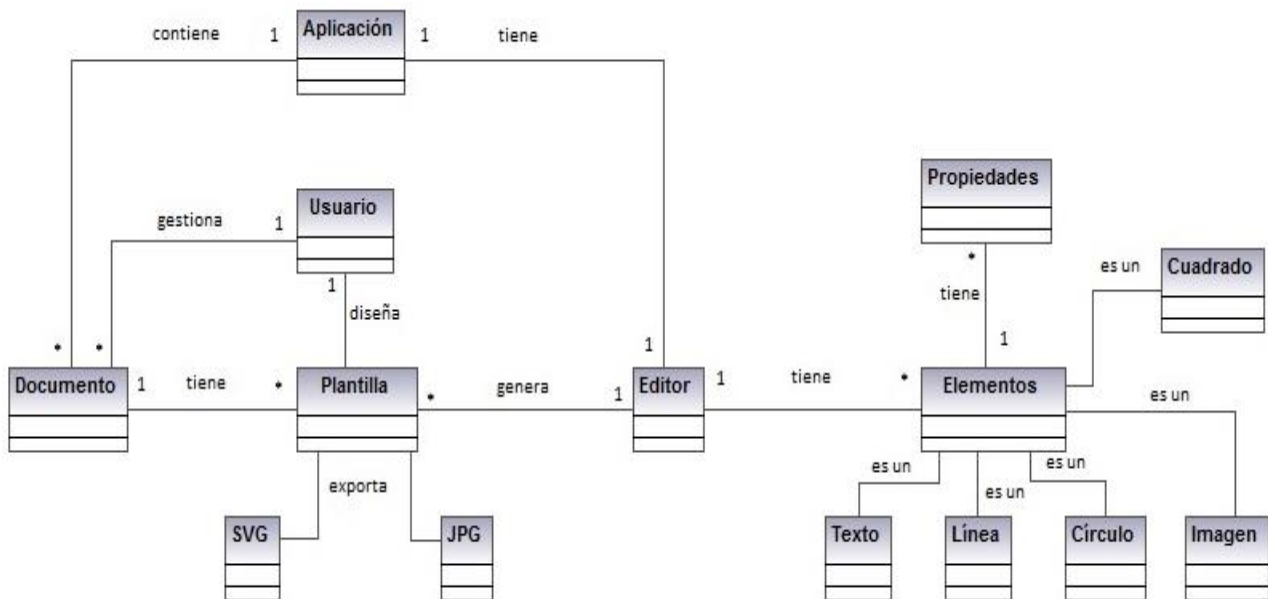 contiene 1 Aplicación 1 tiene
Propiedades
gestiona 1 Usuario
* Cuadrado
es un
1 tiene
diseña
* * 1 1
Documento 1 tiene * Plantilla * genera 1 Editor 1 tiene * Elementos
es un
es un es un
exporta es un
SVG JPG Texto Línea Círculo Imagen